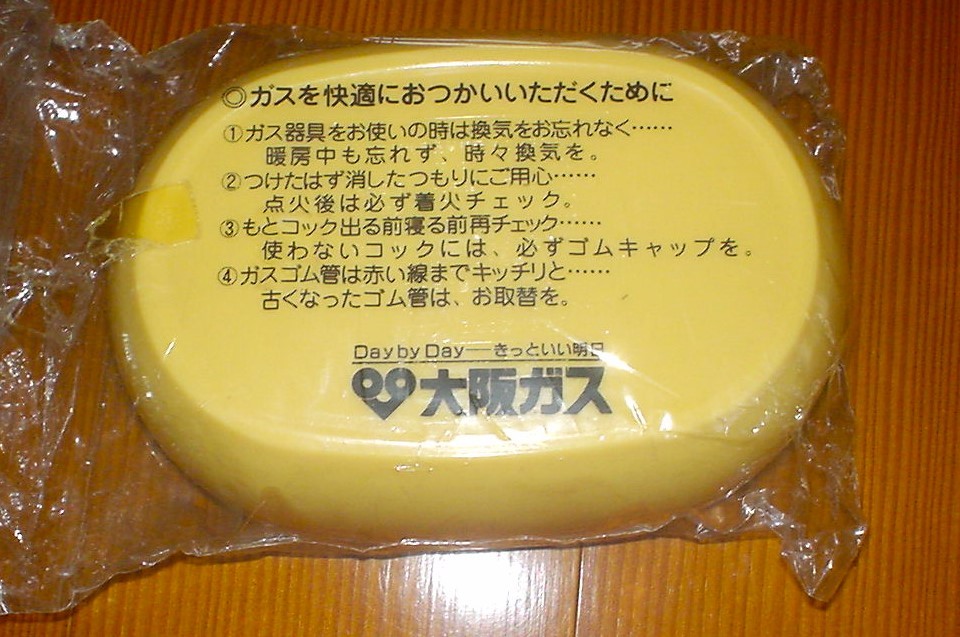 ◎ガスを快適におつかいいただくために
①ガス器具をお使いの時は換気をお忘れなく……
暖房中も忘れず、時々換気を。
②つけたはず消したつもりにご用心……
点火後は必ず着火チェック。
③もとコック出る前寝る前再チェック……
使わないコックには、必ずゴムキャップを。
④ガスゴム管は赤い線までキッチリと……
古くなったゴム管は、お取替を。
Day by Day──きっといい明日
大阪ガス